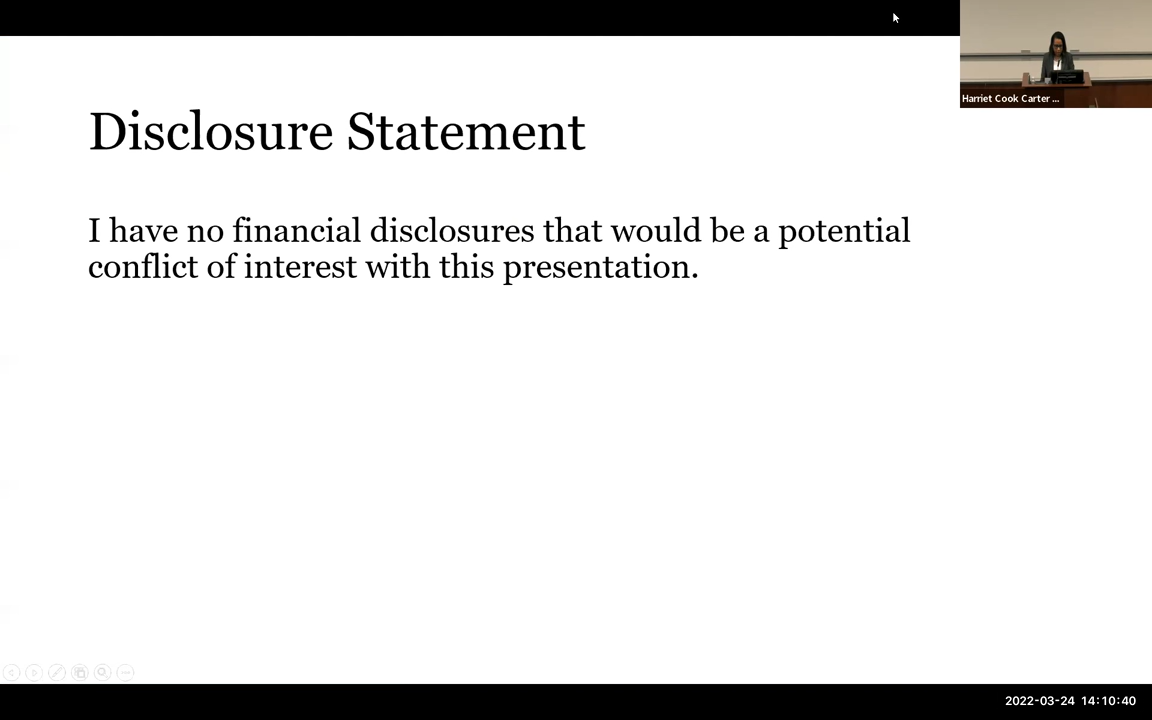 Harriet Cook Carter ...
Disclosure Statement
I have no financial disclosures that would be a potential
conflict of interest with this presentation.
2022-03-24 14:10:40